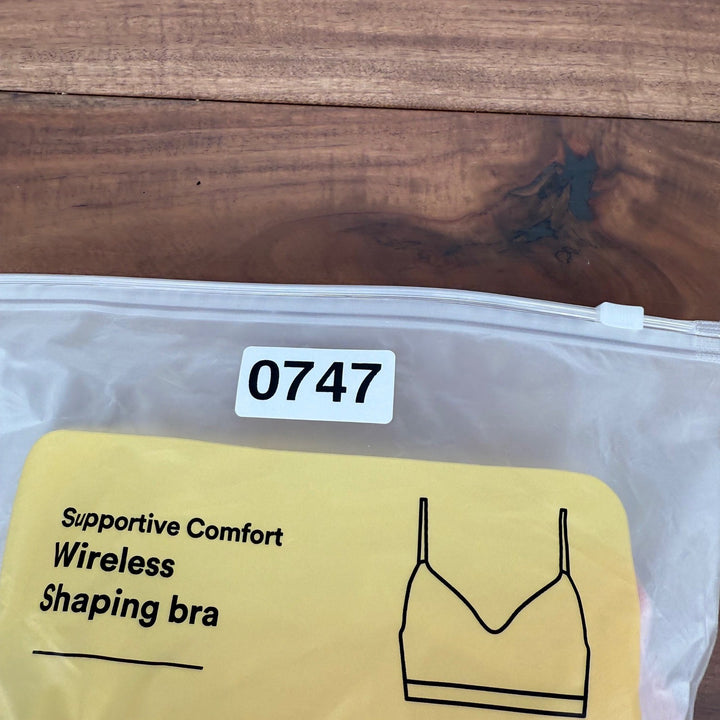 0747
Supportive Comfort
Wireless
Shaping bra